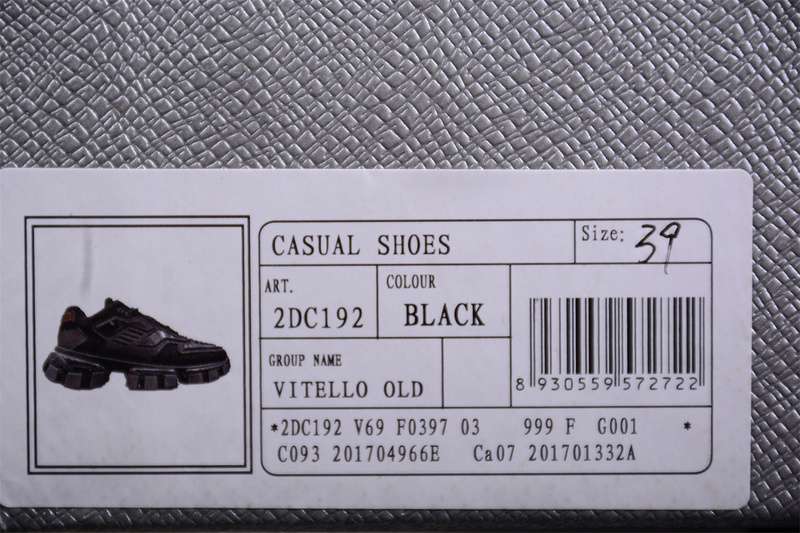 CASUAL SHOES
Size: 39
ART.
2DC192
COLOUR
BLACK
GROUP NAME
VITELLO OLD
8 930559 572722
*2DC192 V69 F0397 03 999 F G001 *
C093 201704966E Ca07 201701332A